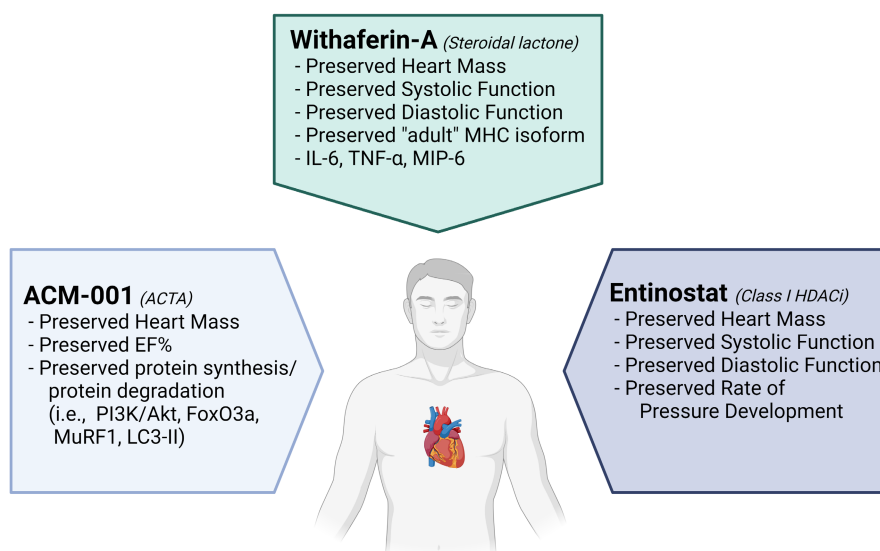 Withaferin-A (Steroidal lactone)
- Preserved Heart Mass
- Preserved Systolic Function
- Preserved Diastolic Function
- Preserved "adult" MHC isoform
- IL-6, TNF-α, MIP-6
ACM-001 (ACTA)
- Preserved Heart Mass
- Preserved EF%
- Preserved protein synthesis/
protein degradation
(i.e., PI3K/Akt, FoxO3a,
MuRF1, LC3-II)
Entinostat (Class I HDACi)
- Preserved Heart Mass
- Preserved Systolic Function
- Preserved Diastolic Function
- Preserved Rate of
Pressure Development